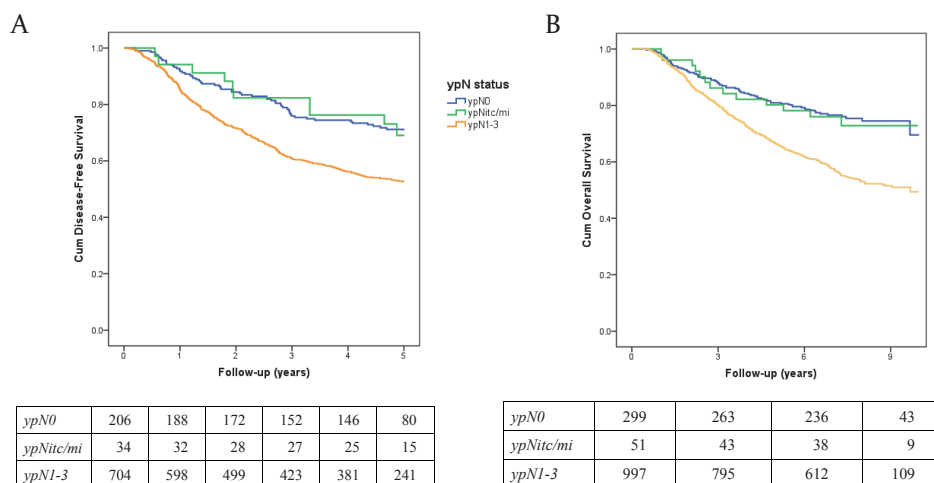 A
B
Cum Disease-Free Survival
1.0
0.8
0.6
0.4
0.2
0.0
0 1 2 3 4 5
Follow-up (years)
ypN status
ypN0
ypNitc/mi
ypN1-3
Cum Overall Survival
1.0
0.8
0.6
0.4
0.2
0.0
0 3 6 9
Follow-up (years)
ypN0 206 188 172 152 146 80
ypNitc/mi 34 32 28 27 25 15
ypN1-3 704 598 499 423 381 241
ypN0 299 263 236 43
ypNitc/mi 51 43 38 9
ypN1-3 997 795 612 109